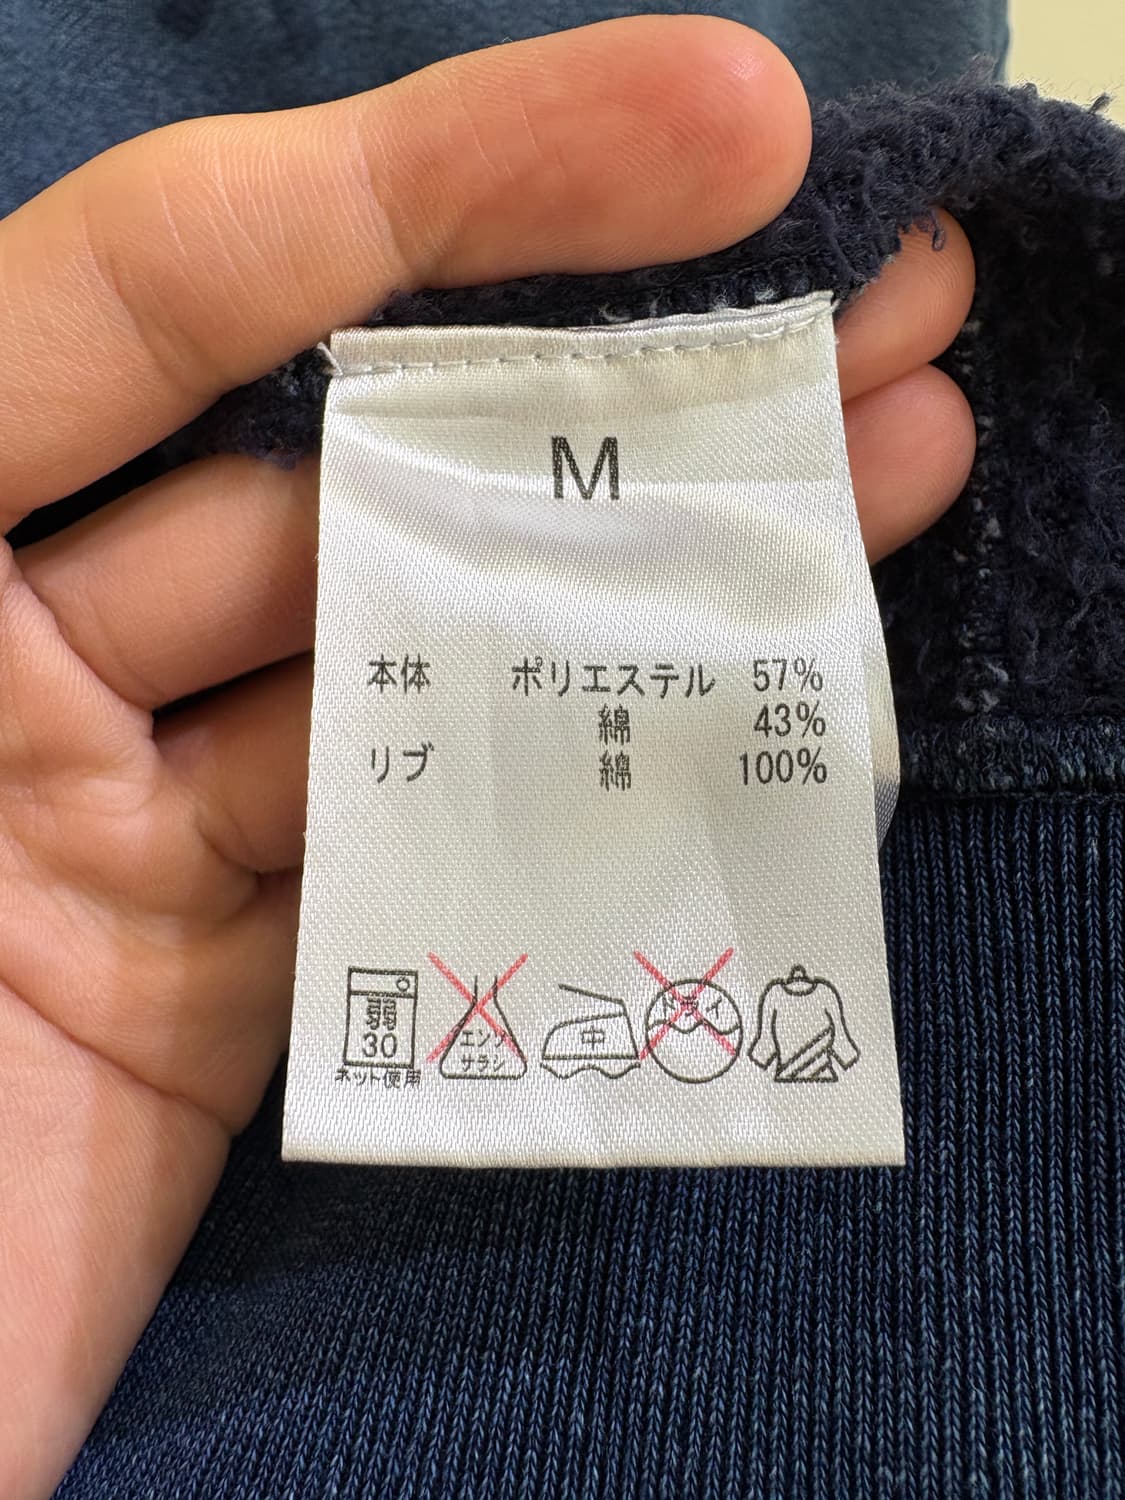 M
本体 ポリエステル 57%
綿 43%
リブ 綿 100%
30
ネット使用
エンソ
サラシ
中
ドライ